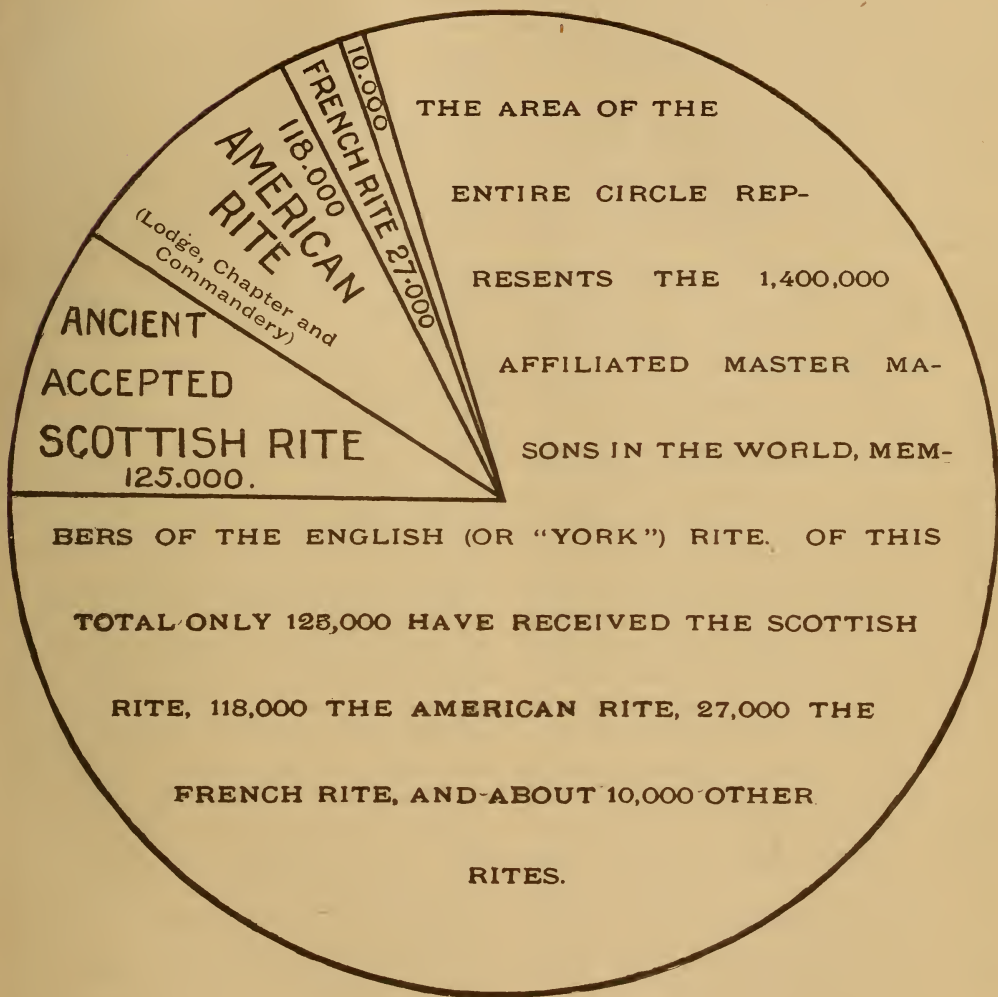 10.000
FRENCH RITE 27.000
118.000
AMERICAN
RITE
(Lodge, Chapter and
Commandery)
ANCIENT
ACCEPTED
SCOTTISH RITE
125.000.
THE AREA OF THE
ENTIRE CIRCLE REP-
RESENTS THE 1,400,000
AFFILIATED MASTER MA-
SONS IN THE WORLD, MEM-
BERS OF THE ENGLISH (OR "YORK") RITE. OF THIS
TOTAL ONLY 125,000 HAVE RECEIVED THE SCOTTISH
RITE, 118,000 THE AMERICAN RITE, 27,000 THE
FRENCH RITE, AND ABOUT 10,000 OTHER
RITES.